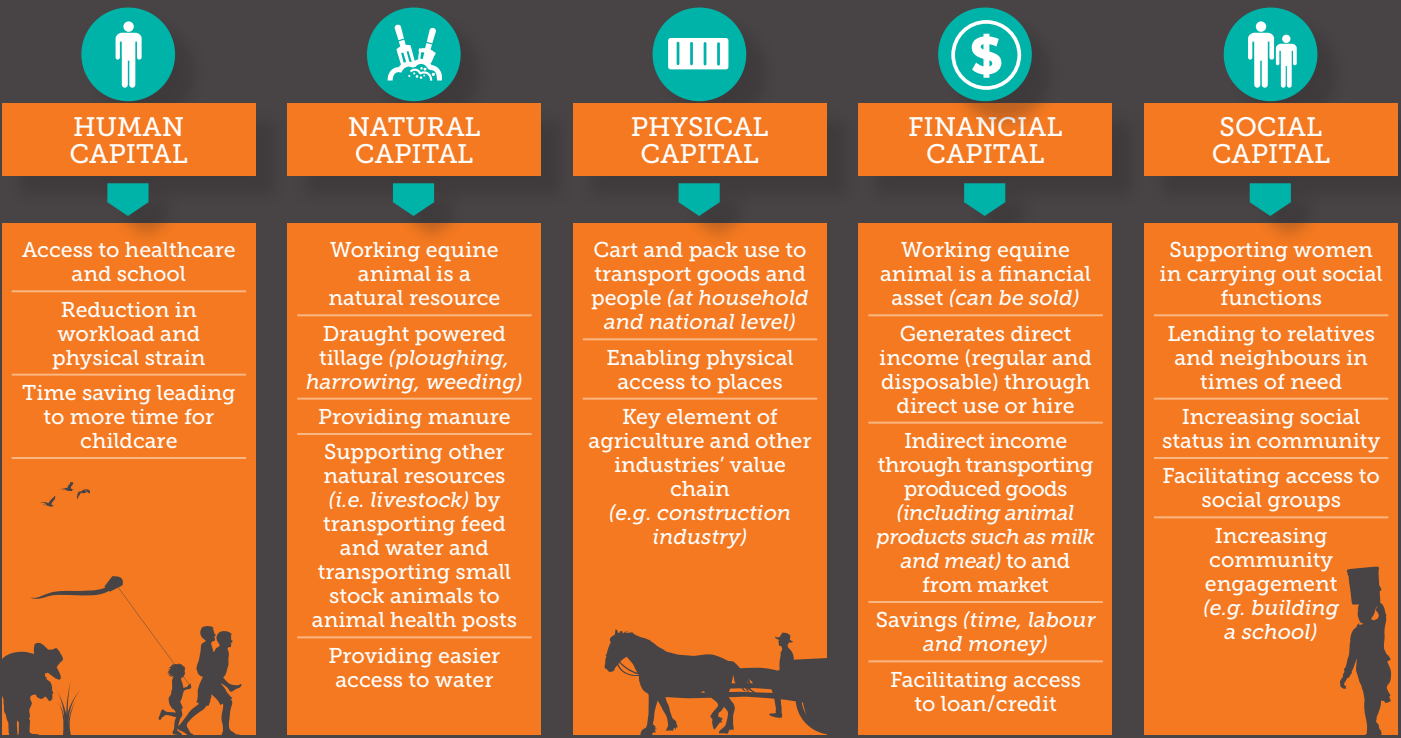 $
HUMAN
CAPITAL
Access to healthcare
and school
Reduction in
workload and
physical strain
Time saving leading
to more time for
childcare
NATURAL
CAPITAL
Working equine
animal is a
natural resource
Draught powered
tillage (ploughing,
harrowing, weeding)
Providing manure
Supporting other
natural resources
(i.e. livestock) by
transporting feed
and water and
transporting small
stock animals to
animal health posts
Providing easier
access to water
PHYSICAL
CAPITAL
Cart and pack use to
transport goods and
people (at household
and national level)
Enabling physical
access to places
Key element of
agriculture and other
industries’ value
chain
(e.g. construction
industry)
FINANCIAL
CAPITAL
Working equine
animal is a financial
asset (can be sold)
Generates direct
income (regular and
disposable) through
direct use or hire
Indirect income
through transporting
produced goods
(including animal
products such as milk
and meat) to and
from market
Savings (time, labour
and money)
Facilitating access
to loan/credit
SOCIAL
CAPITAL
Supporting women
in carrying out social
functions
Lending to relatives
and neighbours in
times of need
Increasing social
status in community
Facilitating access to
social groups
Increasing
community
engagement
(e.g. building
a school)